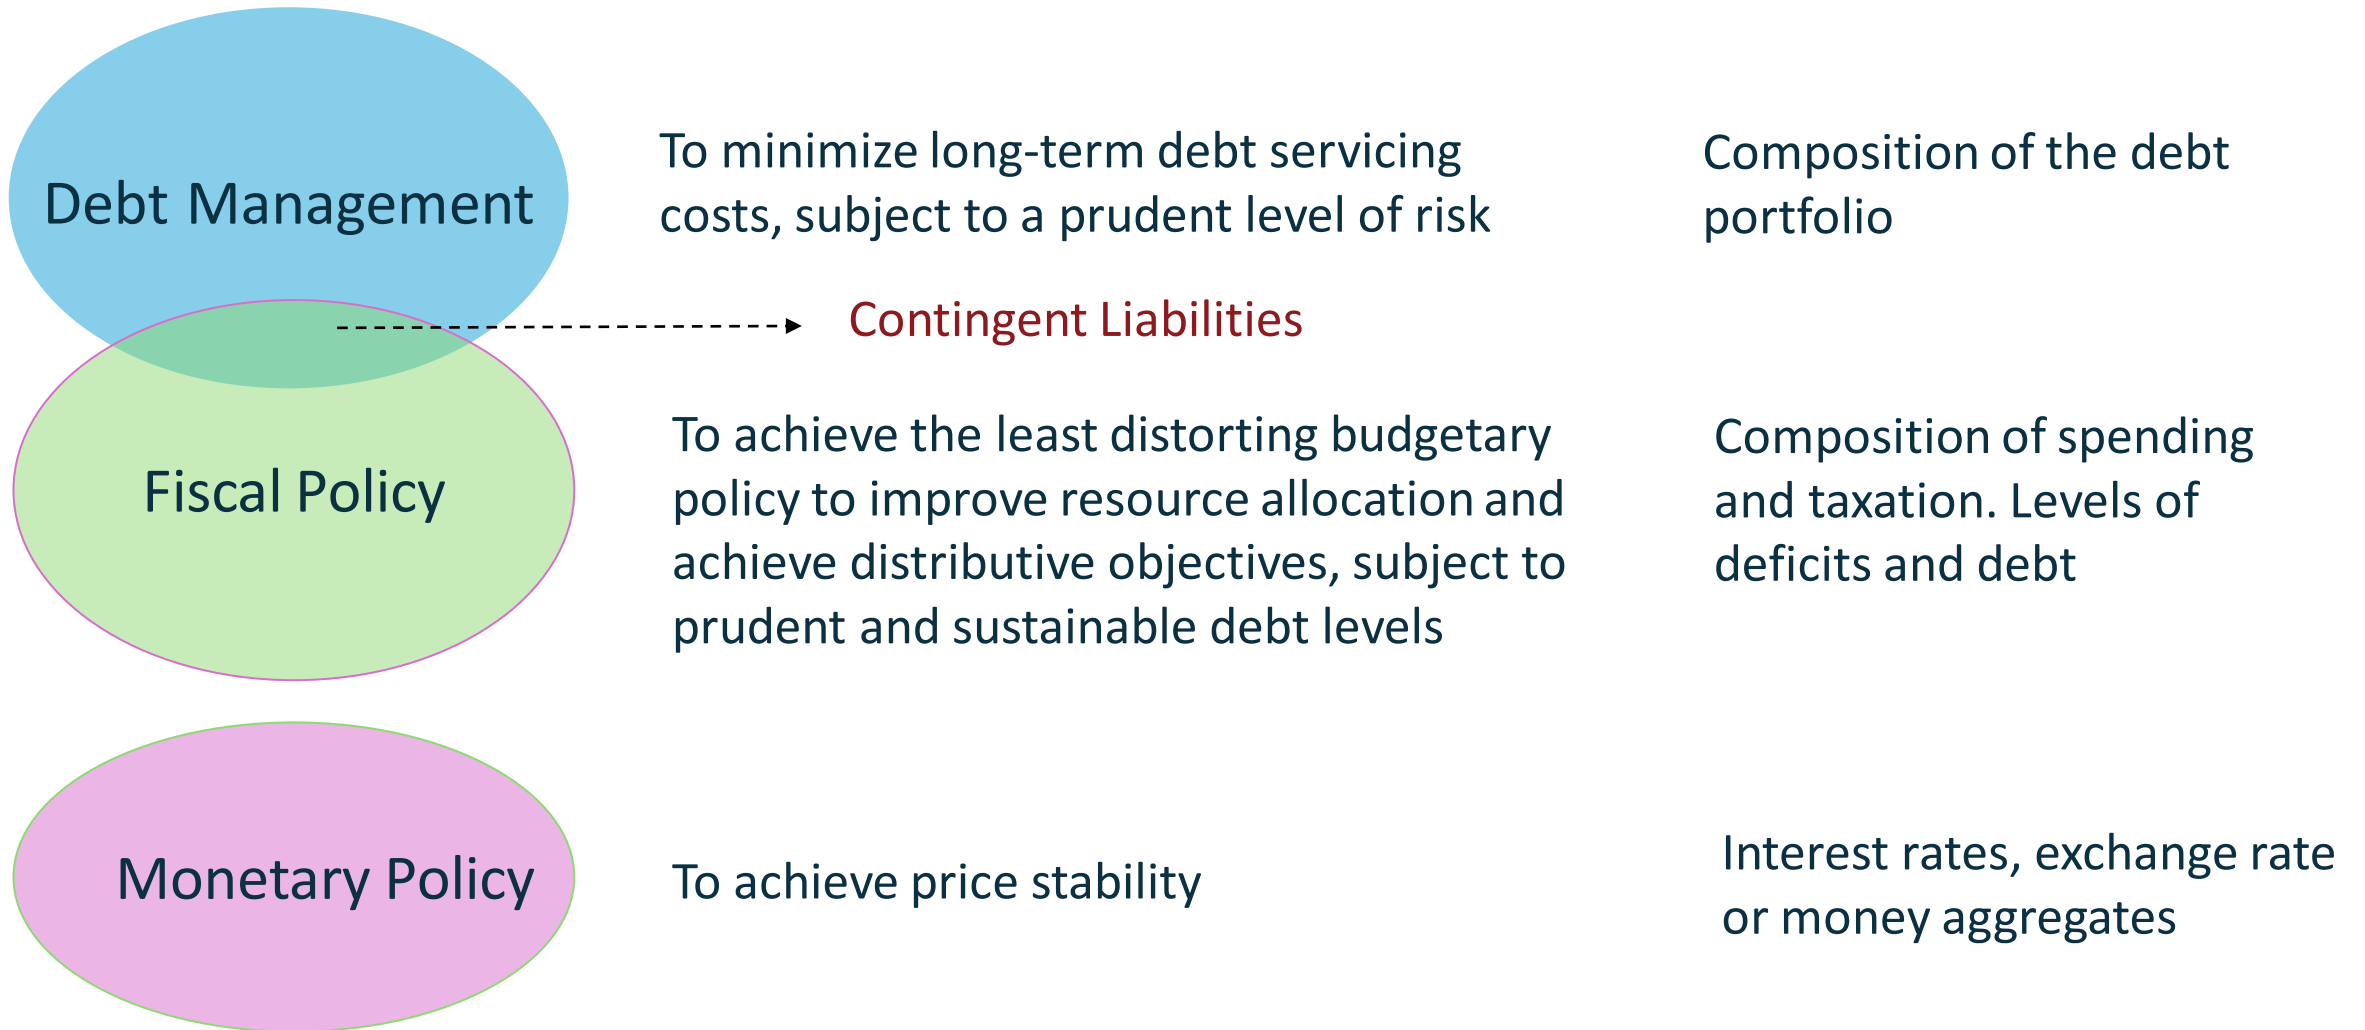 Debt Management
To minimize long-term debt servicing
costs, subject to a prudent level of risk
Composition of the debt
portfolio
Contingent Liabilities
Fiscal Policy
To achieve the least distorting budgetary
policy to improve resource allocation and
achieve distributive objectives, subject to
prudent and sustainable debt levels
Composition of spending
and taxation. Levels of
deficits and debt
Monetary Policy
To achieve price stability
Interest rates, exchange rate
or money aggregates